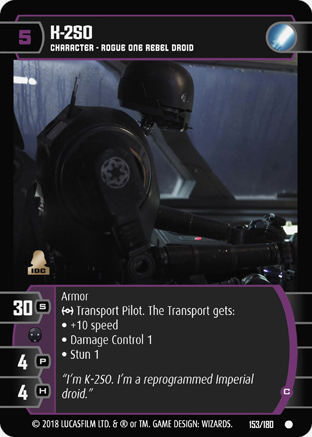 5 K-2SO
CHARACTER • ROGUE ONE REBEL DROID
IDC
30 S
Armor
Transport Pilot. The Transport gets:
• +10 speed
• Damage Control 1
• Stun 1
4 P
4 H
"I'm K-2SO. I'm a reprogrammed Imperial
droid."
C
© 2018 LUCASFILM LTD. & ® or TM. GAME DESIGN: WIZARDS. 153/180